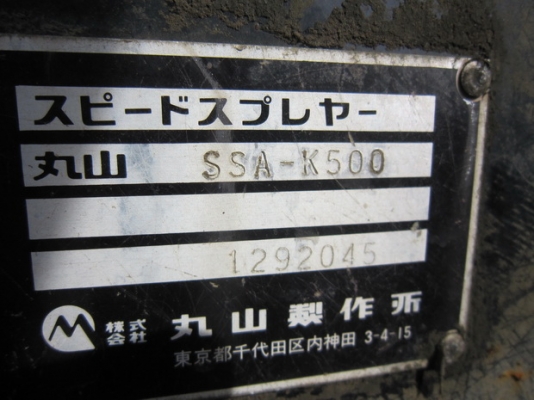 スピードスプレヤー
丸山 SSA-K500
1292045
株式会社 丸山製作所
東京都千代田区内神田 3-4-15